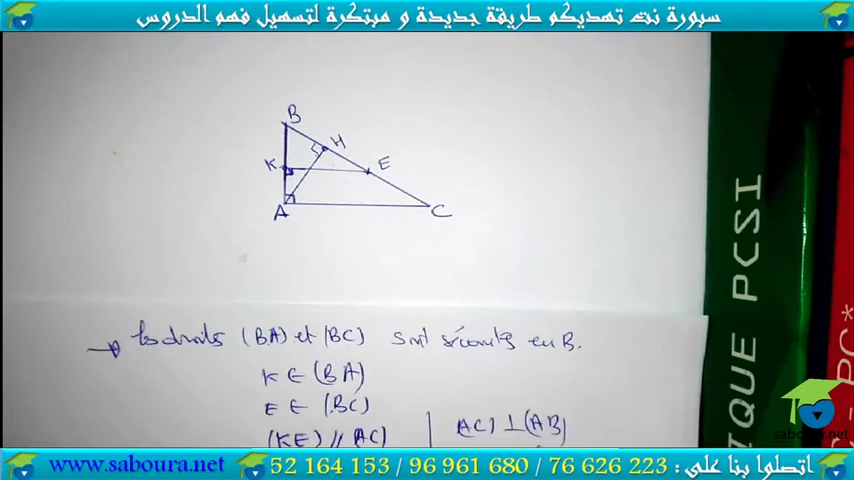 سبورة نت تهديكم طريقة جديدة و مبتكرة لتسهيل فهم الدروس
B
H
K
E
A
C
IQUE PCSI
PC*
→ les droites (BA) et (BC) sont sécantes en B.
K ∈ (BA)
E ∈ (BC)
(KE) // (AC) | (AC) ⊥ (AB)
saboura.net
www.saboura.net 52 164 153 / 96 961 680 / 76 626 223 : اتصلوا بنا على